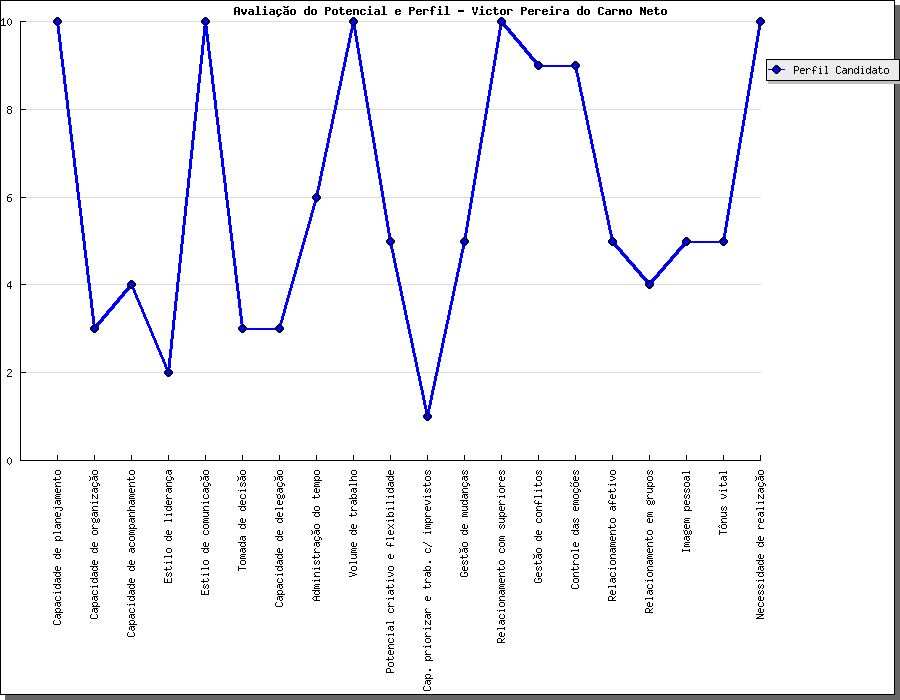 Avaliação do Potencial e Perfil - Victor Pereira do Carmo Neto
10
8
6
4
2
0
Perfil Candidato
Capacidade de planejamento
Capacidade de organização
Capacidade de acompanhamento
Estilo de liderança
Estilo de comunicação
Tomada de decisão
Capacidade de delegação
Administração do tempo
Volume de trabalho
Potencial criativo e flexibilidade
Cap. priorizar e trab. c/ imprevistos
Gestão de mudanças
Relacionamento com superiores
Gestão de conflitos
Controle das emoções
Relacionamento afetivo
Relacionamento em grupos
Imagem pessoal
Tônus vital
Necessidade de realização